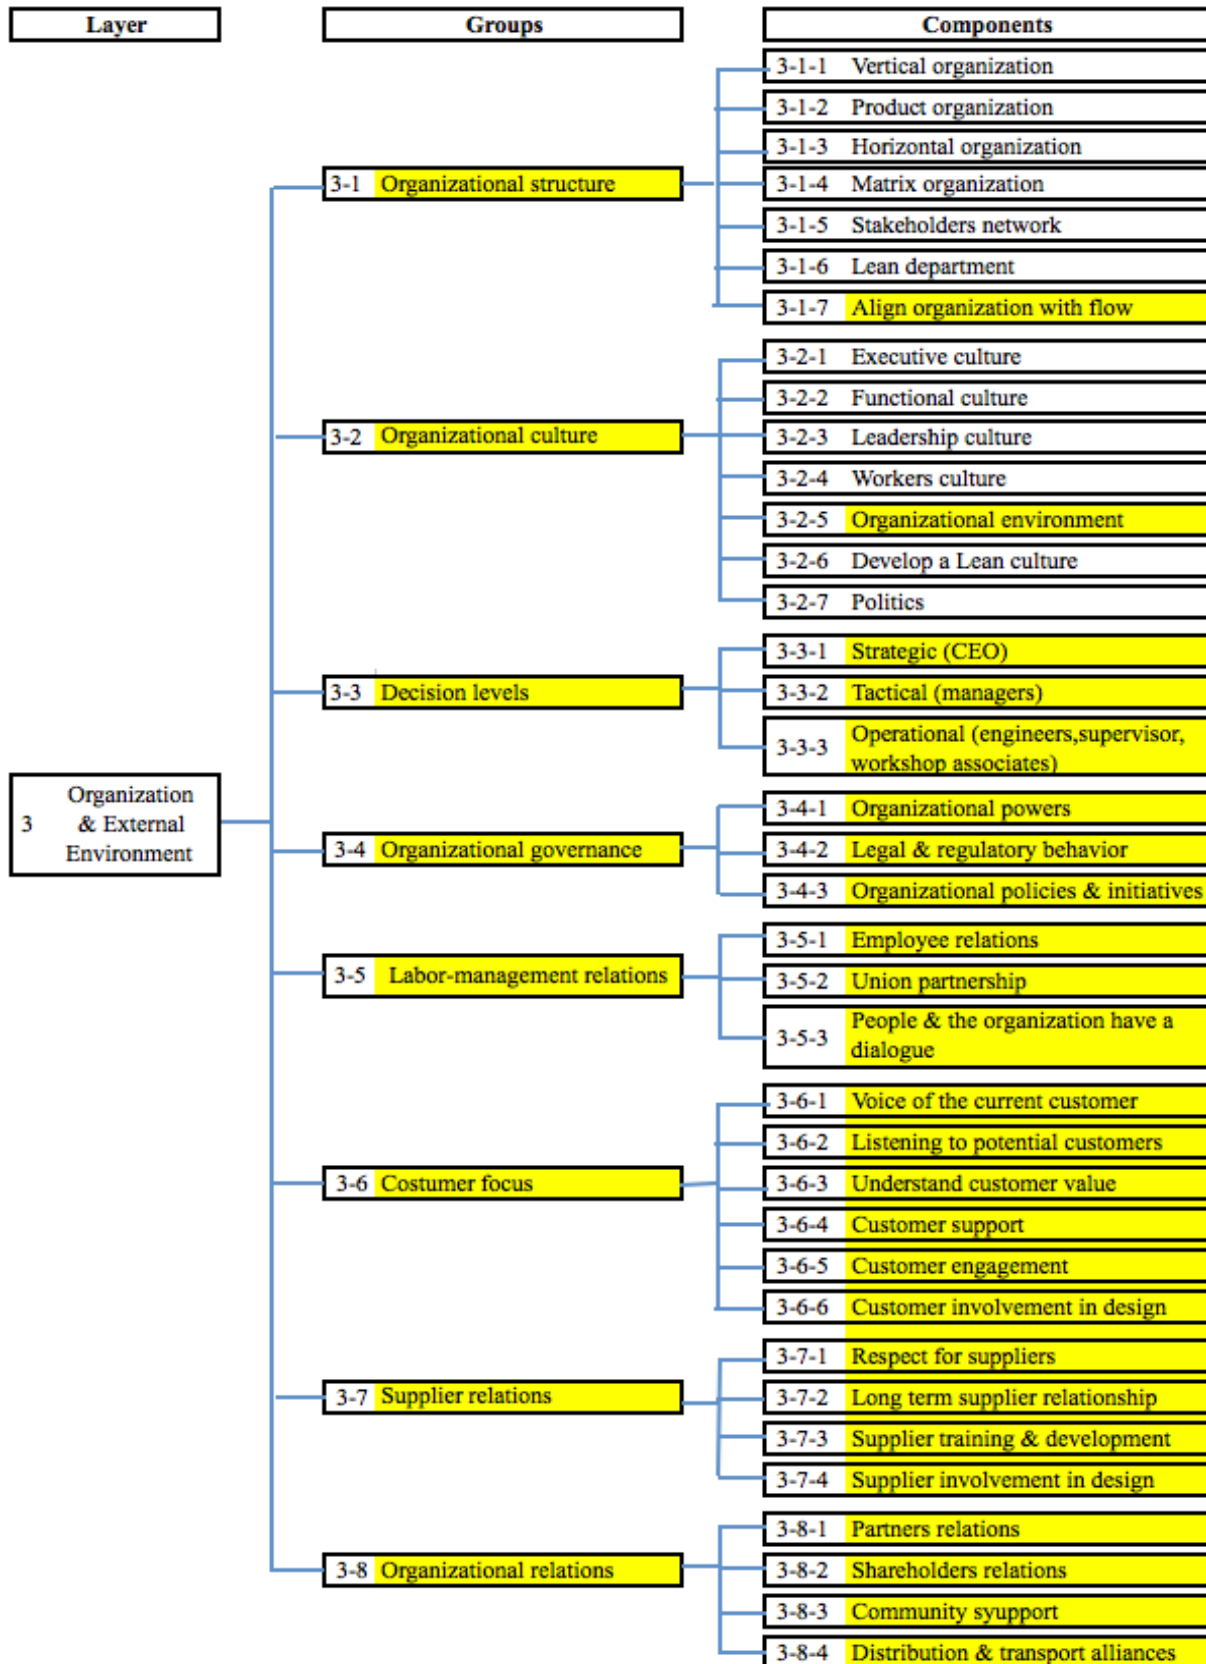 Layer Groups Components
3-1-1 Vertical organization
3-1-2 Product organization
3-1-3 Horizontal organization
3-1 Organizational structure
3-1-4 Matrix organization
3-1-5 Stakeholders network
3-1-6 Lean department
3-1-7 Align organization with flow
3-2-1 Executive culture
3-2-2 Functional culture
3-2 Organizational culture
3-2-3 Leadership culture
3-2-4 Workers culture
3-2-5 Organizational environment
3-2-6 Develop a Lean culture
3-2-7 Politics
3-3-1 Strategic (CEO)
3-3 Decision levels
3-3-2 Tactical (managers)
3-3-3 Operational (engineers,supervisor,
workshop associates)
3 Organization
& External
Environment
3-4-1 Organizational powers
3-4 Organizational governance
3-4-2 Legal & regulatory behavior
3-4-3 Organizational policies & initiatives
3-5-1 Employee relations
3-5 Labor-management relations
3-5-2 Union partnership
3-5-3 People & the organization have a
dialogue
3-6-1 Voice of the current customer
3-6-2 Listening to potential customers
3-6 Costumer focus
3-6-3 Understand customer value
3-6-4 Customer support
3-6-5 Customer engagement
3-6-6 Customer involvement in design
3-7-1 Respect for suppliers
3-7 Supplier relations
3-7-2 Long term supplier relationship
3-7-3 Supplier training & development
3-7-4 Supplier involvement in design
3-8-1 Partners relations
3-8 Organizational relations
3-8-2 Shareholders relations
3-8-3 Community syupport
3-8-4 Distribution & transport alliances